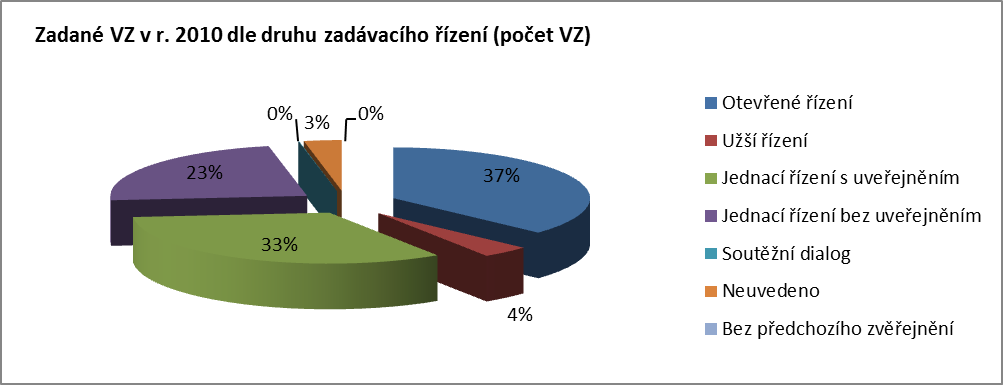 Zadané VZ v r. 2010 dle druhu zadávacího řízení (počet VZ)
0%
3%
0%
23%
37%
33%
4%
Otevřené řízení
Užší řízení
Jednací řízení s uveřejněním
Jednací řízení bez uveřejněním
Soutěžní dialog
Neuvedeno
Bez předchozího zvěřejnění